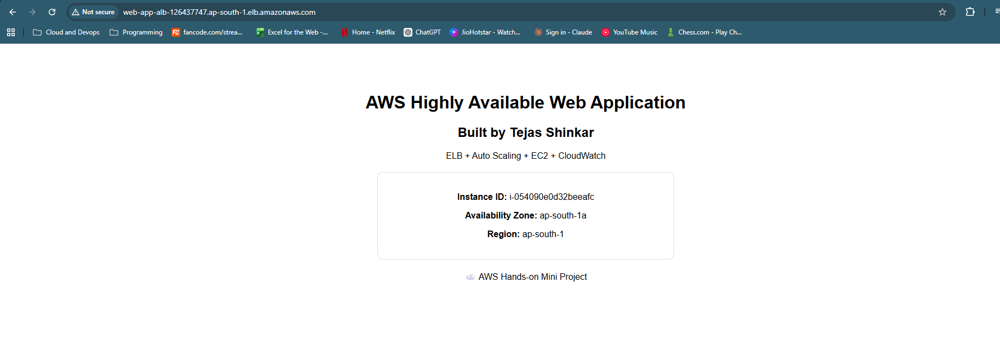 Not secure web-app-alb-126437747.ap-south-1.elb.amazonaws.com
Cloud and Devops Programming FC fancode.com/strea... Excel for the Web -... Home - Netflix ChatGPT JioHotstar - Watch... Sign in - Claude YouTube Music Chess.com - Play Ch...
AWS Highly Available Web Application
Built by Tejas Shinkar
ELB + Auto Scaling + EC2 + CloudWatch
Instance ID: i-054090e0d32beeafc
Availability Zone: ap-south-1a
Region: ap-south-1
AWS Hands-on Mini Project